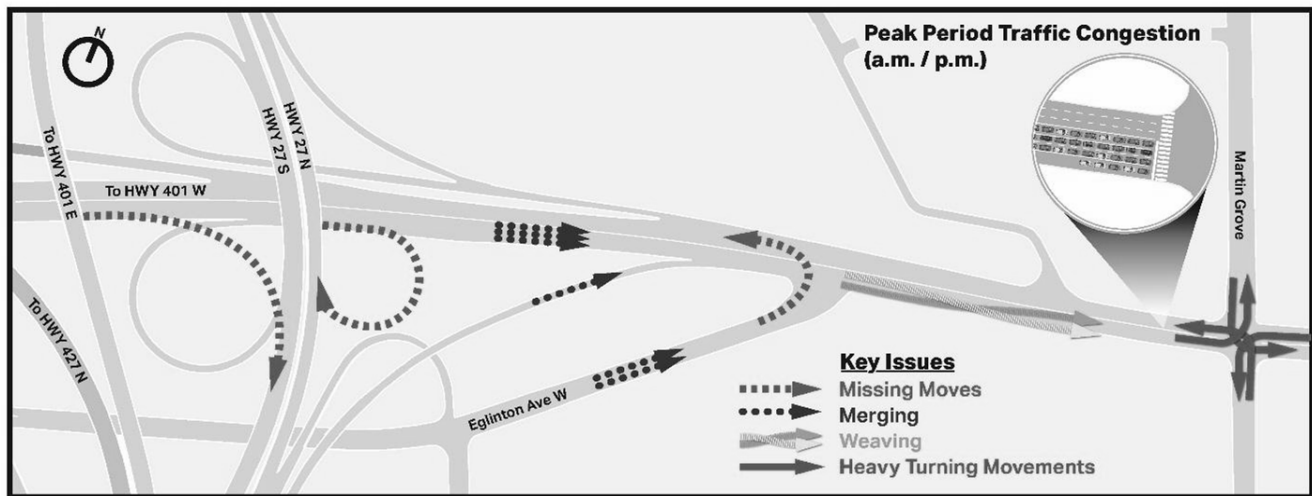 N
Peak Period Traffic Congestion
(a.m. / p.m.)
To HWY 401 E
HWY 27 S
HWY 27 N
To HWY 401 W
Martin Grove
To HWY 427 N
Eglinton Ave W
Key Issues
Missing Moves
Merging
Weaving
Heavy Turning Movements